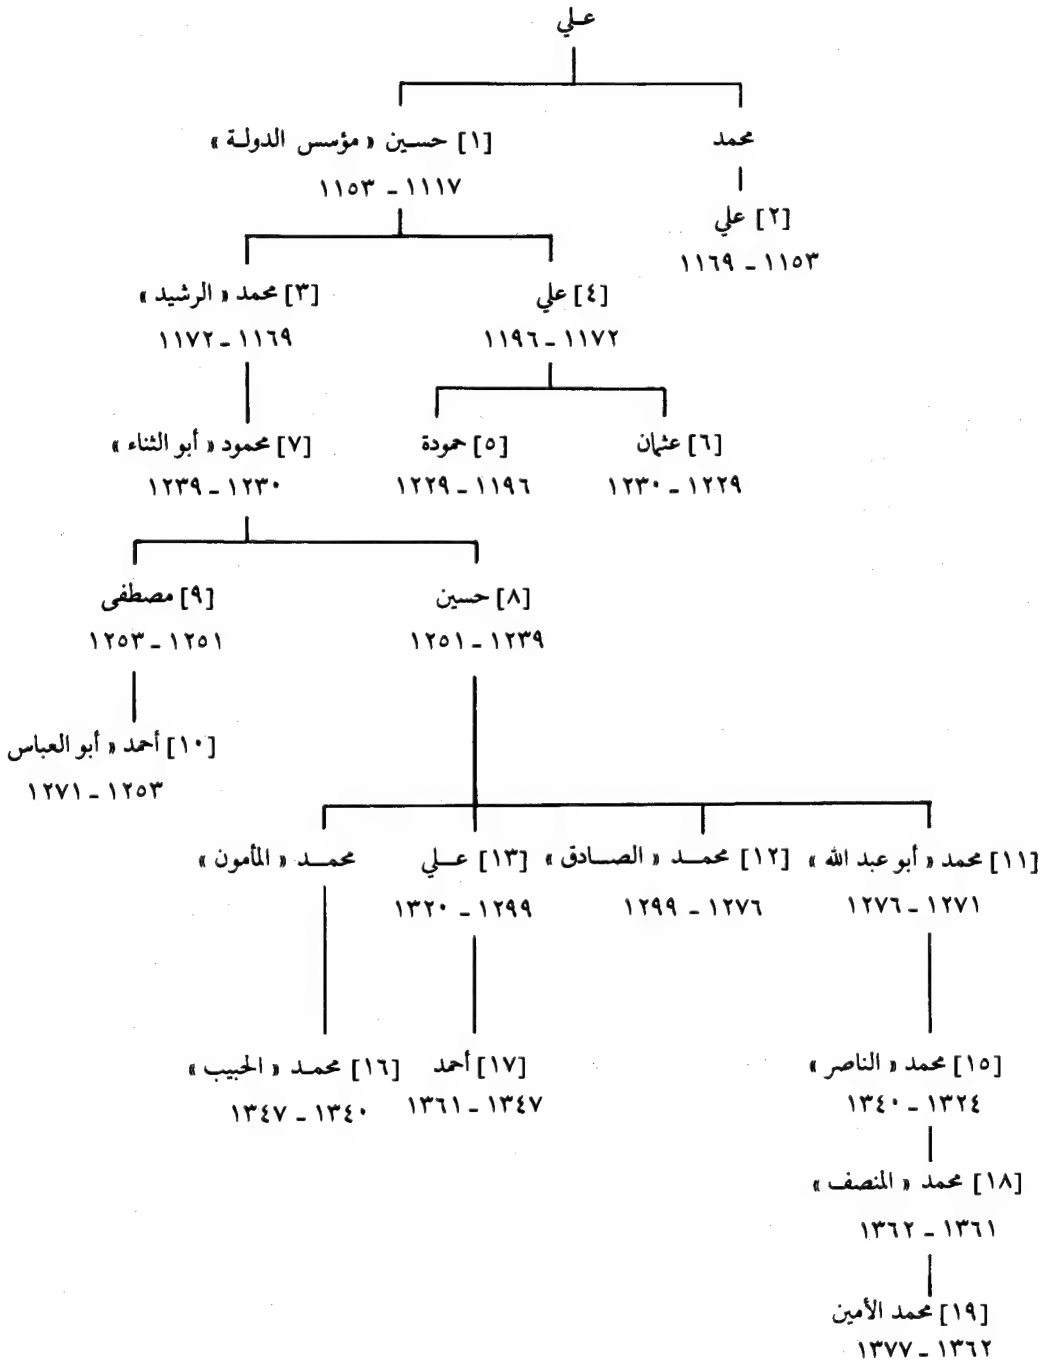 علي
محمد
[١] حسين « مؤسس الدولة »
١١١٧ - ١١٥٣
[٢] علي
١١٥٣ - ١١٦٩
[٤] علي
[٣] محمد « الرشيد »
١١٧٢ - ١١٩٦
١١٦٩ - ١١٧٢
[٦] عثمان
[٥] حمودة
[٧] محمود « أبو الثناء »
١٢٢٩ - ١٢٣٠
١١٩٦ - ١٢٢٩
١٢٣٠ - ١٢٣٩
[٨] حسين
[٩] مصطفى
١٢٣٩ - ١٢٥١
١٢٥١ - ١٢٥٣
[١٠] أحمد « أبو العباس
١٢٥٣ - ١٢٧١
[١١] محمد « أبو عبد الله »
[١٢] محمد « الصادق »
[١٣] علي
محمد « المأمون »
١٢٧١ - ١٢٧٦
١٢٧٦ - ١٢٩٩
١٢٩٩ - ١٣٢٠
[١٥] محمد « الناصر »
[١٧] أحمد
[١٦] محمد « الحبيب »
١٣٢٤ - ١٣٤٠
١٣٤٧ - ١٣٦١
١٣٤٠ - ١٣٤٧
[١٨] محمد « المنصف »
١٣٦١ - ١٣٦٢
[١٩] محمد الأمين
١٣٦٢ - ١٣٧٧